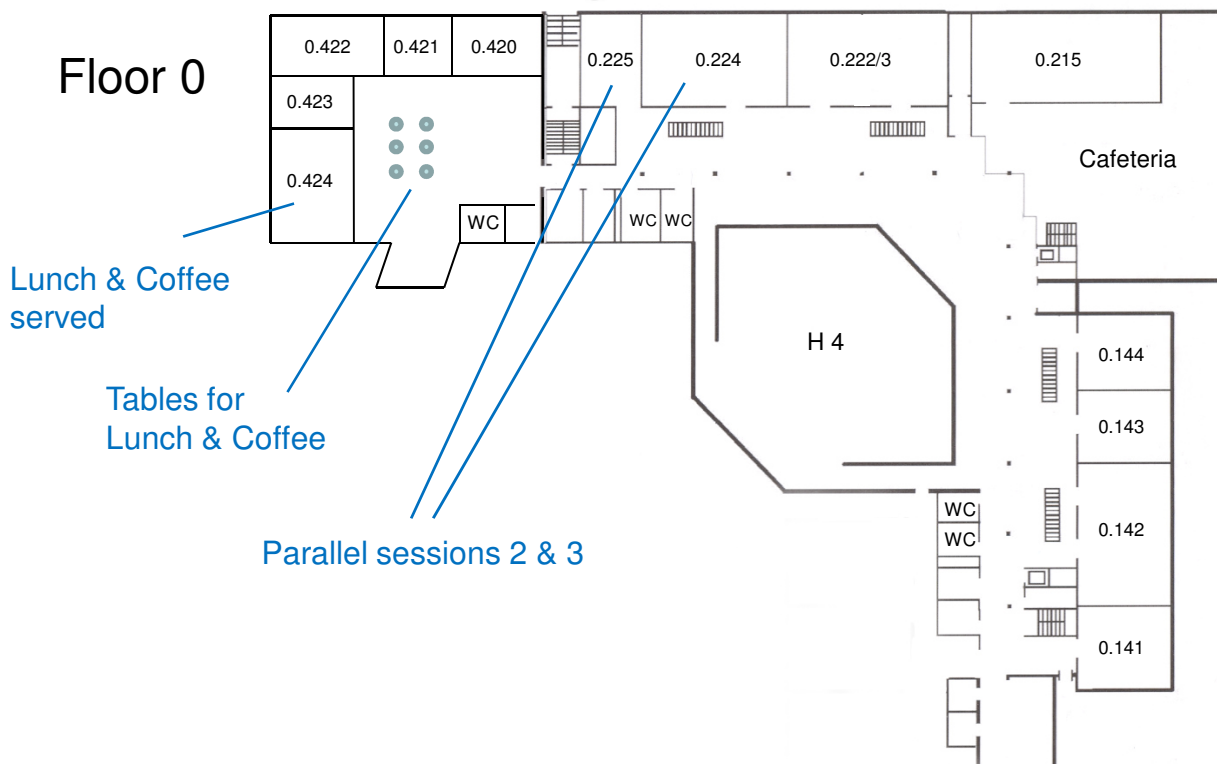 Floor 0
0.422
0.421
0.420
0.225
0.224
0.222/3
0.215
0.423
0.424
Cafeteria
WC
WC
WC
Lunch & Coffee
served
H 4
0.144
Tables for
Lunch & Coffee
0.143
WC
WC
0.142
Parallel sessions 2 & 3
0.141